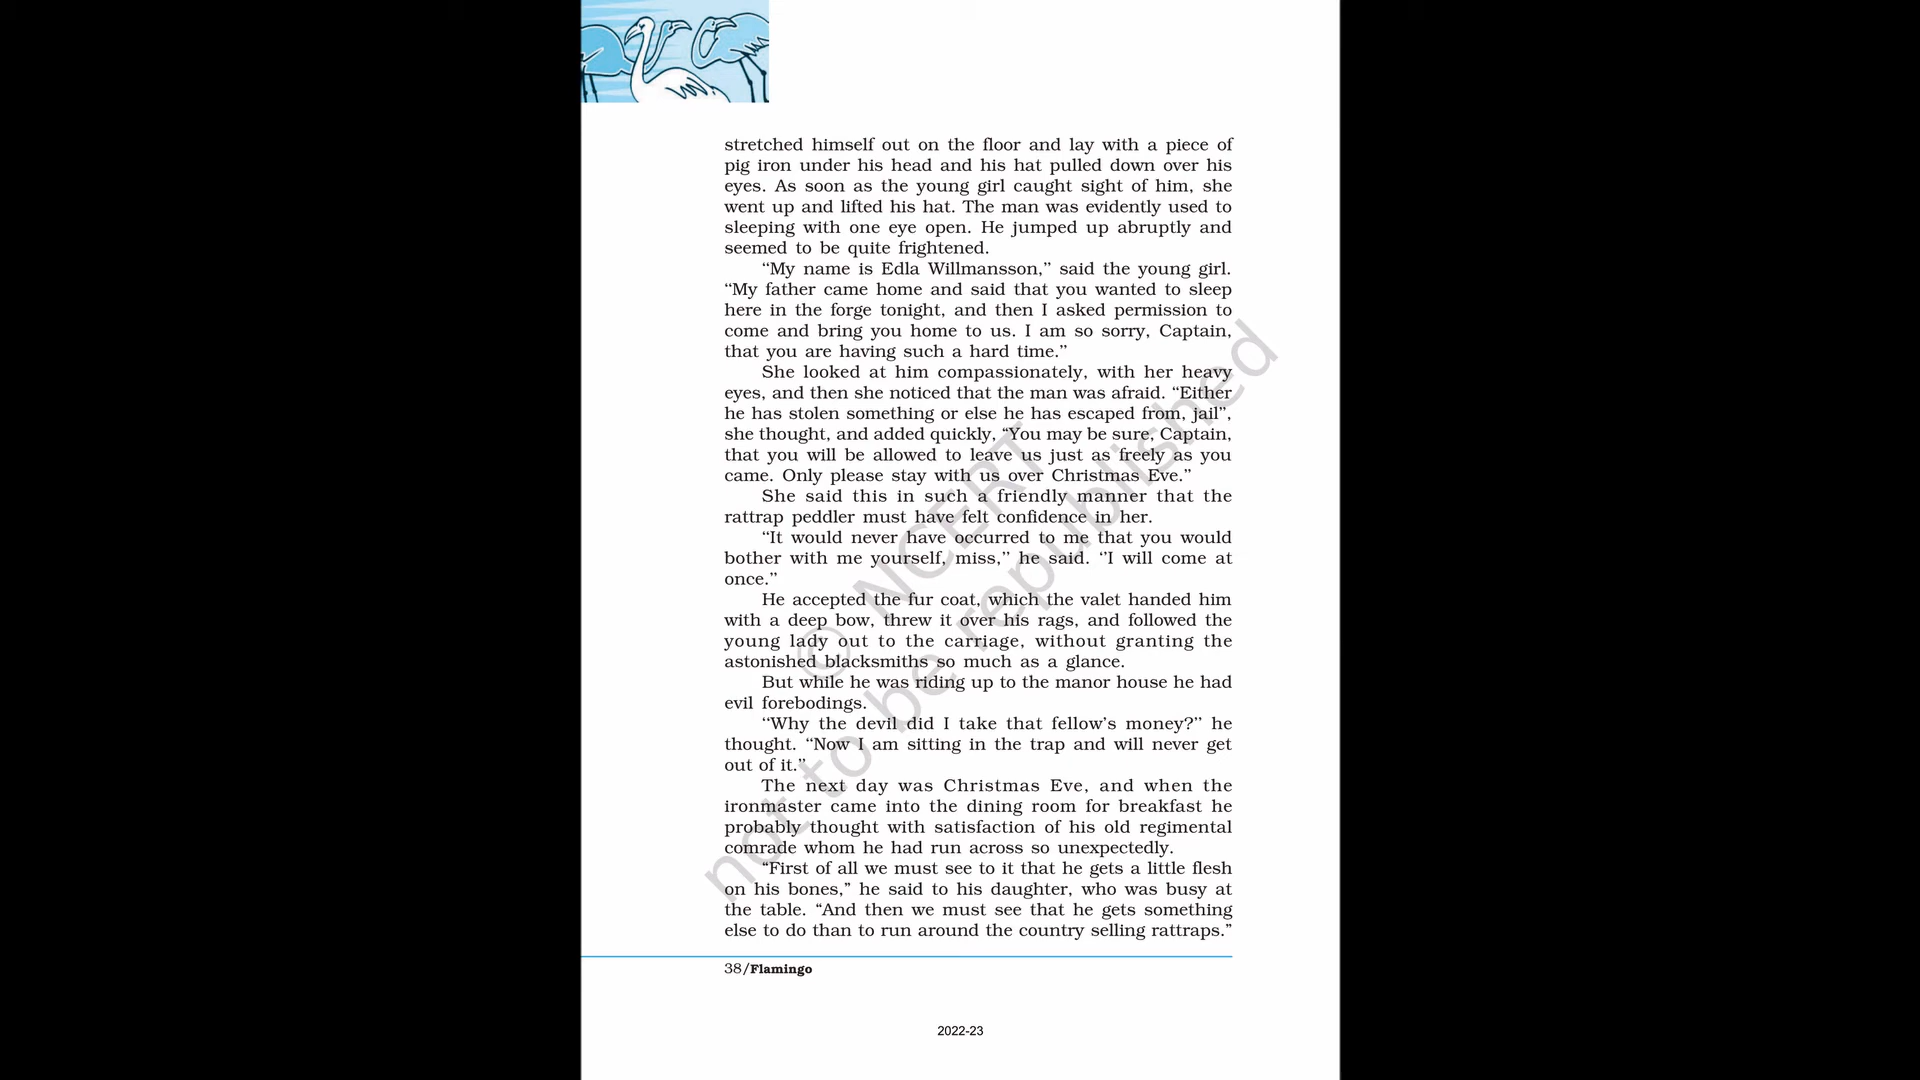 stretched himself out on the floor and lay with a piece of
pig iron under his head and his hat pulled down over his
eyes. As soon as the young girl caught sight of him, she
went up and lifted his hat. The man was evidently used to
sleeping with one eye open. He jumped up abruptly and
seemed to be quite frightened.
‘‘My name is Edla Willmansson,’’ said the young girl.
‘‘My father came home and said that you wanted to sleep
here in the forge tonight, and then I asked permission to
come and bring you home to us. I am so sorry, Captain,
that you are having such a hard time.’’
She looked at him compassionately, with her heavy
eyes, and then she noticed that the man was afraid. “Either
he has stolen something or else he has escaped from, jail”,
she thought, and added quickly, “You may be sure, Captain,
that you will be allowed to leave us just as freely as you
came. Only please stay with us over Christmas Eve.’’
She said this in such a friendly manner that the
rattrap peddler must have felt confidence in her.
‘‘It would never have occurred to me that you would
bother with me yourself, miss,’’ he said. ‘’I will come at
once.’’
He accepted the fur coat, which the valet handed him
with a deep bow, threw it over his rags, and followed the
young lady out to the carriage, without granting the
astonished blacksmiths so much as a glance.
But while he was riding up to the manor house he had
evil forebodings.
‘‘Why the devil did I take that fellow’s money?’’ he
thought. ‘‘Now I am sitting in the trap and will never get
out of it.’’
The next day was Christmas Eve, and when the
ironmaster came into the dining room for breakfast he
probably thought with satisfaction of his old regimental
comrade whom he had run across so unexpectedly.
“First of all we must see to it that he gets a little flesh
on his bones,” he said to his daughter, who was busy at
the table. “And then we must see that he gets something
else to do than to run around the country selling rattraps.”
38/Flamingo
2022-23
© NCERT
not to be republished